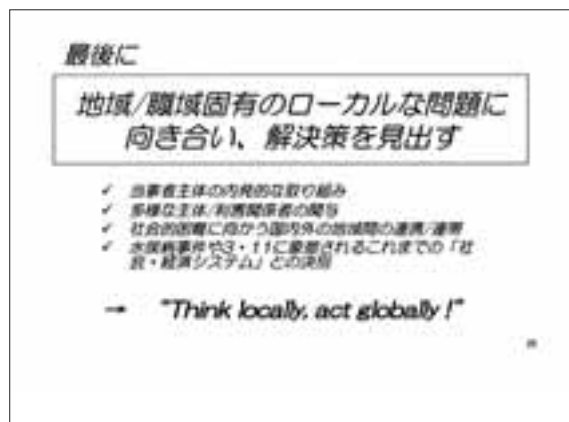 最後に
地域/職域固有のローカルな問題に
向き合い、解決策を見出す
✓ 当事者主体の内発的な取り組み
✓ 多様な主体/利害関係者の関与
✓ 社会的困難に向かう国内外の地域間の連携/連帯
✓ 水俣病事件や3・11に象徴されるこれまでの「社
会・経済システム」との決別
→ "Think locally, act globally !"